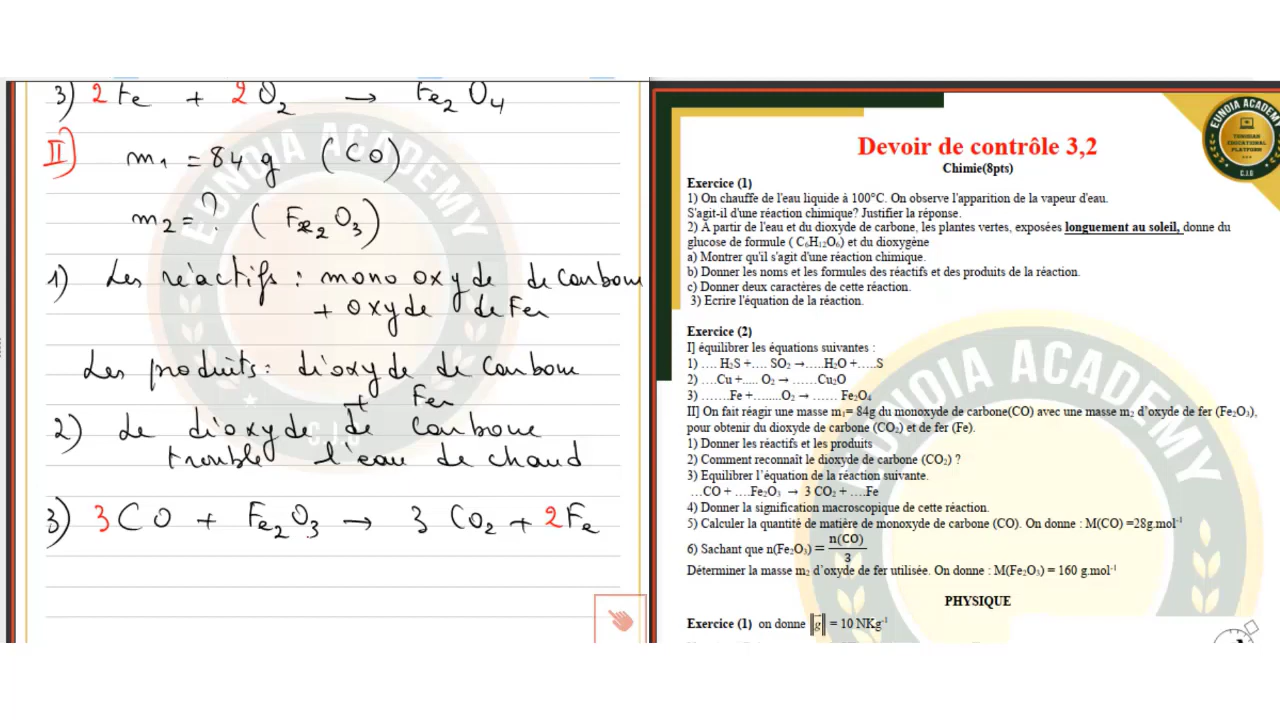 3) 2 Fe + 2 O₂ → Fe₂O₄
II) m₁ = 84 g (CO)
m₂ = ? (Fe₂O₃)
1) Les réactifs : mono oxyde de Carbone
+ oxyde de Fer
Les produits : dioxyde de Carbone
+ Fer
2) Le dioxyde de Carbone
trouble l'eau de chaud
3) 3 CO + Fe₂O₃ → 3 CO₂ + 2 Fe
EUNOIA ACADEMY
TUNISIAN
EDUCATIONAL
PLATFORM
C.J.O
Devoir de contrôle 3,2
Chimie(8pts)
Exercice (1)
1) On chauffe de l'eau liquide à 100°C. On observe l'apparition de la vapeur d'eau.
S'agit-il d'une réaction chimique? Justifier la réponse.
2) À partir de l'eau et du dioxyde de carbone, les plantes vertes, exposées longuement au soleil, donne du
glucose de formule ( C₆H₁₂O₆) et du dioxygène
a) Montrer qu'il s'agit d'une réaction chimique.
b) Donner les noms et les formules des réactifs et des produits de la réaction.
c) Donner deux caractères de cette réaction.
3) Ecrire l'équation de la réaction.
Exercice (2)
I] équilibrer les équations suivantes :
1) …. H₂S +…. SO₂ →…..H₂O +…..S
2) ….Cu +..... O₂ → ……Cu₂O
3) …….Fe +……...O₂ → …… Fe₂O₄
II] On fait réagir une masse m₁= 84g du monoxyde de carbone(CO) avec une masse m₂ d'oxyde de fer (Fe₂O₃),
pour obtenir du dioxyde de carbone (CO₂) et de fer (Fe).
1) Donner les réactifs et les produits
2) Comment reconnaît le dioxyde de carbone (CO₂) ?
3) Equilibrer l'équation de la réaction suivante.
…CO + ….Fe₂O₃ → 3 CO₂ + ….Fe
4) Donner la signification macroscopique de cette réaction.
5) Calculer la quantité de matière de monoxyde de carbone (CO). On donne : M(CO) =28g.mol⁻¹
6) Sachant que n(Fe₂O₃) = n(CO)/3
Déterminer la masse m₂ d'oxyde de fer utilisée. On donne : M(Fe₂O₃) = 160 g.mol⁻¹
PHYSIQUE
Exercice (1) on donne ‖g⃗‖ = 10 NKg⁻¹